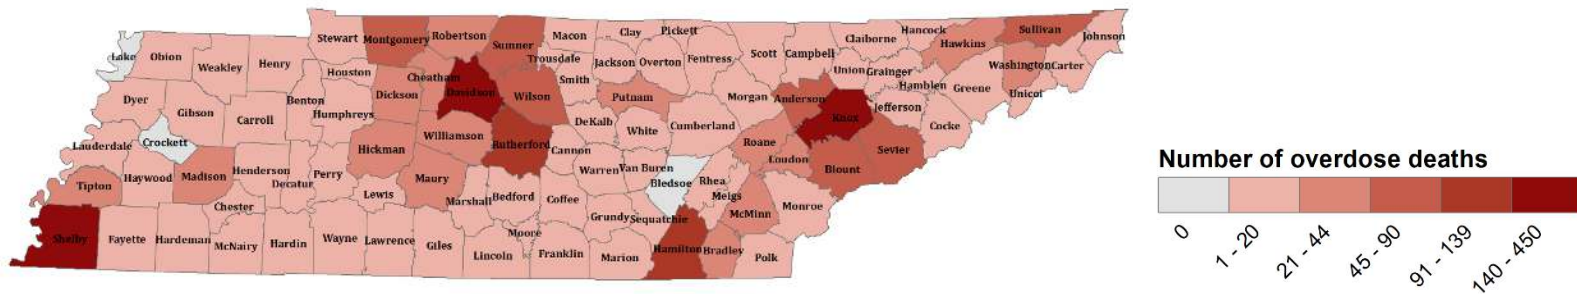 Stewart Montgomery Robertson Sumner Macon Clay Pickett Hancock Sullivan Johnson
Lake Obion Weakley Henry Houston Cheatham Trousdale Jackson Overton Fentress Scott Campbell Claiborne Hawkins
Smith Union Grainger Washington Carter
Dyer Gibson Carroll Benton Humphreys Dickson Davidson Wilson Putnam Morgan Anderson Hamblen Greene Unicoi
DeKalb White Cumberland Knox Jefferson Cocke
Lauderdale Crockett Hickman Williamson Rutherford Cannon Roane Sevier
Tipton Haywood Madison Henderson Decatur Perry Lewis Maury Warren Van Buren Bledsoe Rhea Loudon Blount
Chester Marshall Bedford Coffee Meigs Monroe
Grundy Sequatchie McMinn
Shelby Fayette Hardeman McNairy Hardin Wayne Lawrence Giles Moore Hamilton Bradley
Lincoln Franklin Marion Polk
Number of overdose deaths
0
1 - 20
21 - 44
45 - 90
91 - 139
140 - 450